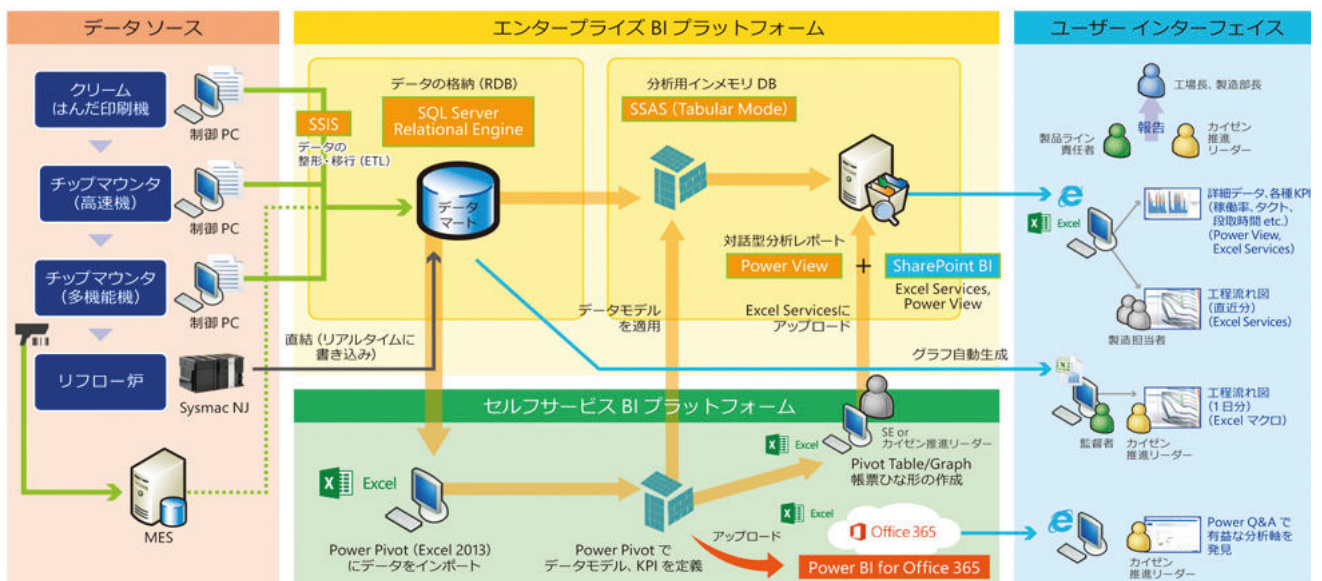 データ ソース
クリーム
はんだ印刷機
制御 PC
チップマウンタ
(高速機)
制御 PC
チップマウンタ
(多機能機)
制御 PC
リフロー炉
Sysmac NJ
MES
エンタープライズ BI プラットフォーム
データの格納 (RDB)
SQL Server
Relational Engine
SSIS
データの
整形・移行 (ETL)
データ
マート
分析用インメモリ DB
SSAS (Tabular Mode)
対話型分析レポート
Power View
+
SharePoint BI
Excel Services,
Power View
データモデル
を適用
Excel Servicesに
アップロード
直結 (リアルタイムに
書き込み)
グラフ自動生成
セルフサービス BI プラットフォーム
Excel
Power Pivot (Excel 2013)
にデータをインポート
Power Pivot で
データモデル、KPI を定義
Excel
SE or
カイゼン推進リーダー
Pivot Table/Graph
帳票ひな形の作成
アップロード
Excel
Office 365
Power BI for Office 365
ユーザー インターフェイス
工場長、製造部長
報告
製品ライン
責任者
カイゼン
推進
リーダー
Excel
詳細データ、各種KPI
(稼働率、タクト、
段取時間 etc.)
(Power View,
Excel Services)
製造担当者
工程流れ図
(直近分)
(Excel Services)
監督者
カイゼン
推進リーダー
工程流れ図
(1日分)
(Excel マクロ)
カイゼン
推進リーダー
Power Q&A で
有益な分析軸を
発見